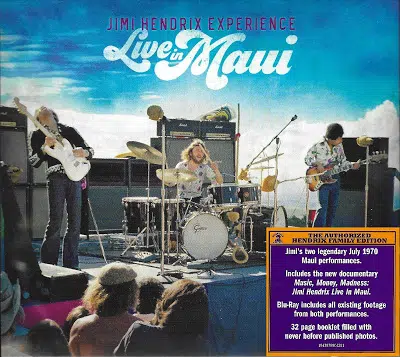 JIMI HENDRIX EXPERIENCE
Live in Maui
THE AUTHORIZED
HENDRIX FAMILY EDITION
Jimi's two legendary July 1970
Maui performances.
Includes the new documentary
Music, Money, Madness:
Jimi Hendrix Live in Maui.
Blu-Ray includes all existing footage
from both performances.
32 page booklet filled with
never before published photos.